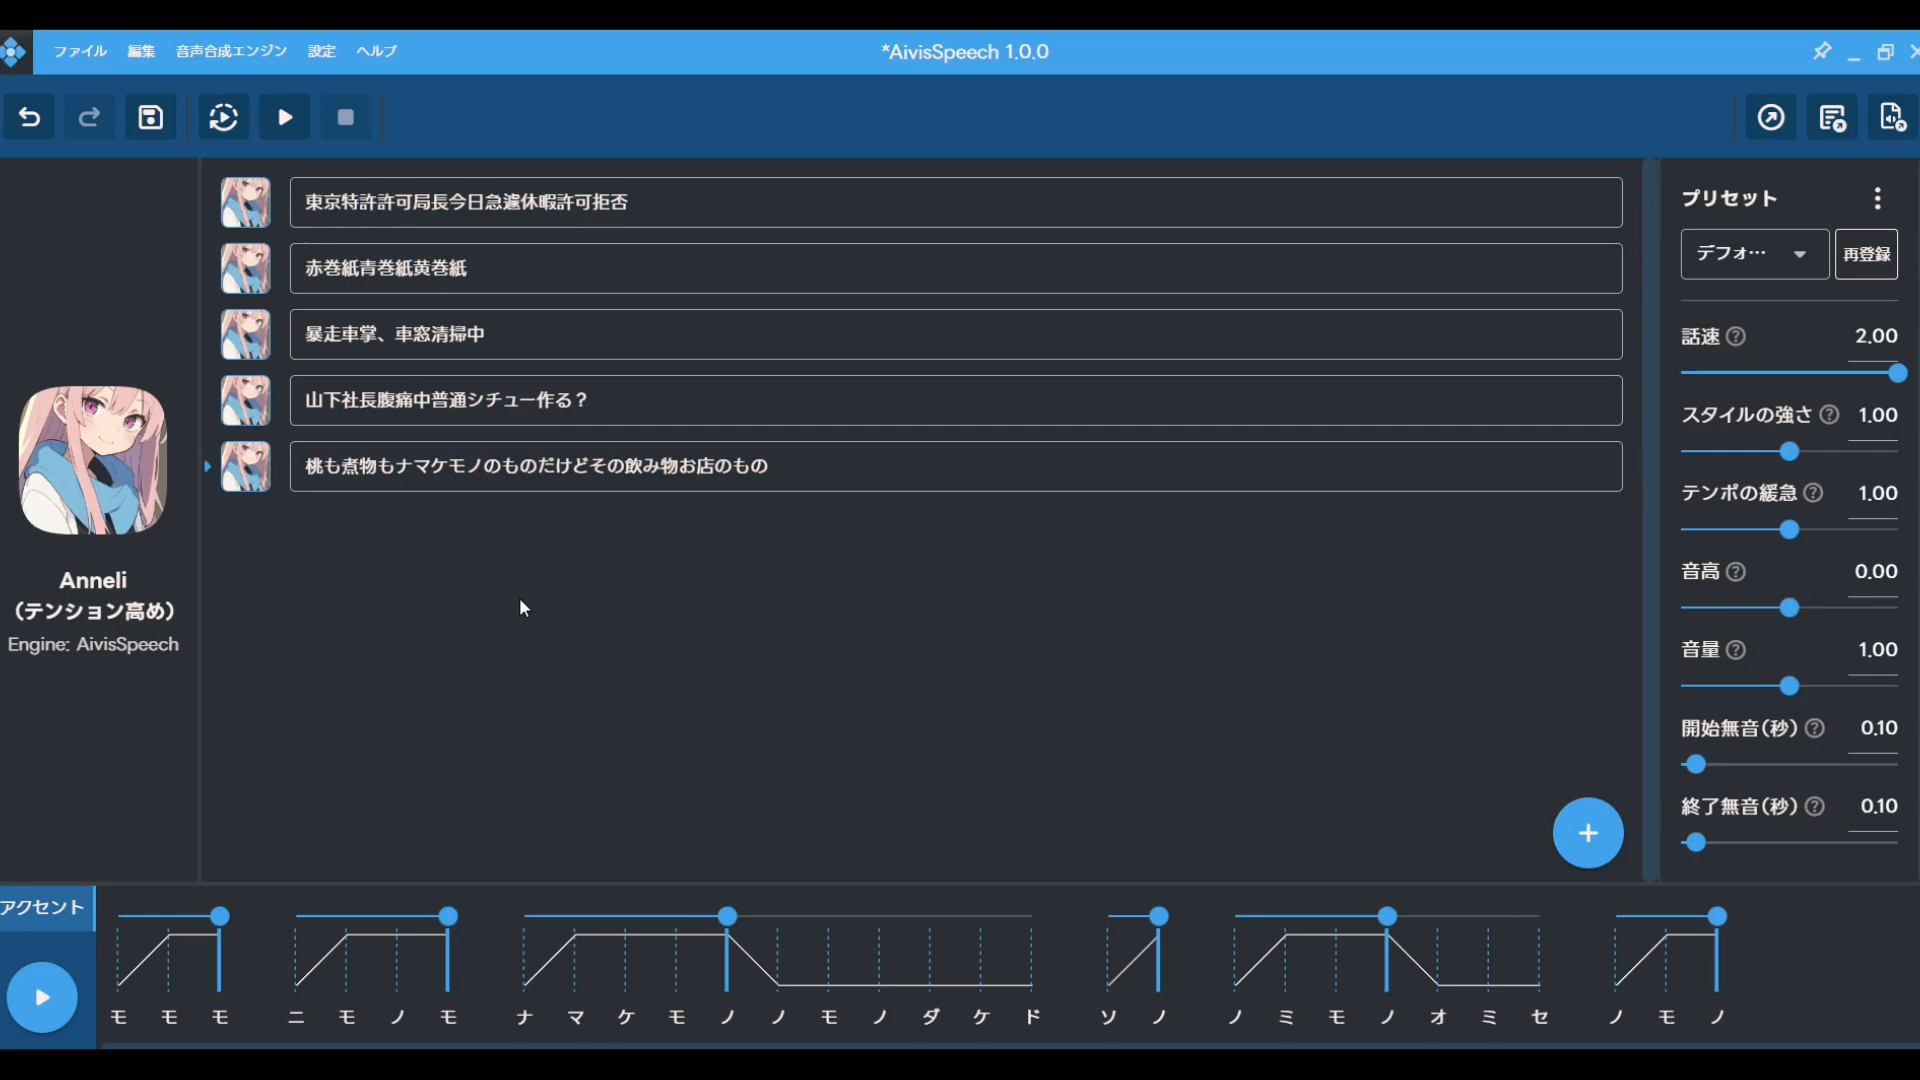 ファイル 編集 音声合成エンジン 設定 ヘルプ *AivisSpeech 1.0.0
東京特許許可局長今日急遽休暇許可拒否
赤巻紙青巻紙黄巻紙
暴走車掌、車窓清掃中
山下社長腹痛中普通シチュー作る？
桃も煮物もナマケモノのものだけどその飲み物お店のもの
Anneli
（テンション高め）
Engine: AivisSpeech
プリセット
デフォ… 再登録
話速 2.00
スタイルの強さ 1.00
テンポの緩急 1.00
音高 0.00
音量 1.00
開始無音(秒) 0.10
終了無音(秒) 0.10
アクセント
モ モ モ ニ モ ノ モ ナ マ ケ モ ノ ノ モ ノ ダ ケ ド ソ ノ ノ ミ モ ノ オ ミ セ ノ モ ノ